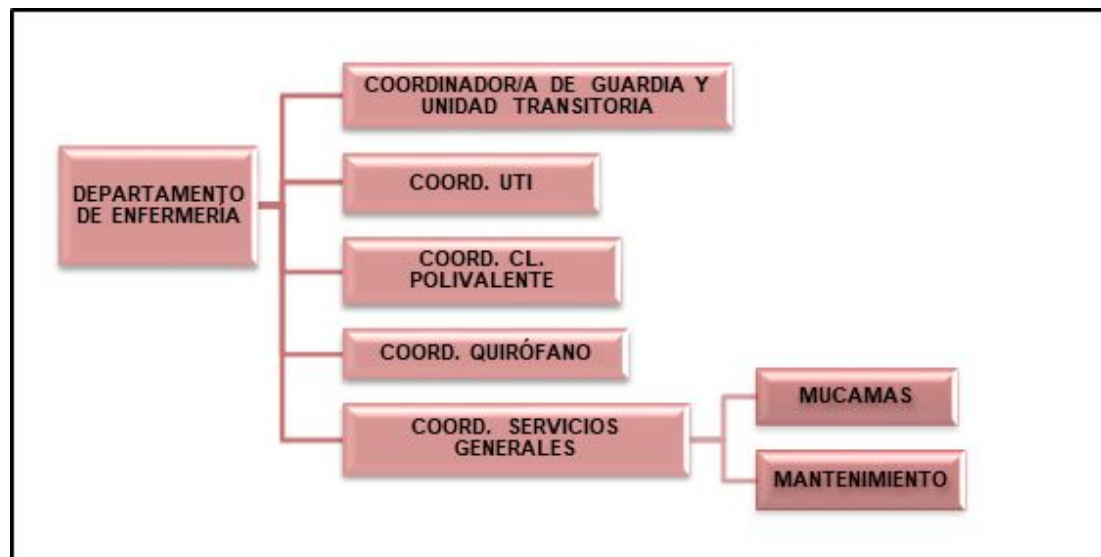 COORDINADOR/A DE GUARDIA Y
UNIDAD TRANSITORIA
DEPARTAMENTO
DE ENFERMERÍA
COORD. UTI
COORD. CL.
POLIVALENTE
COORD. QUIRÓFANO
COORD. SERVICIOS
GENERALES
MUCAMAS
MANTENIMIENTO